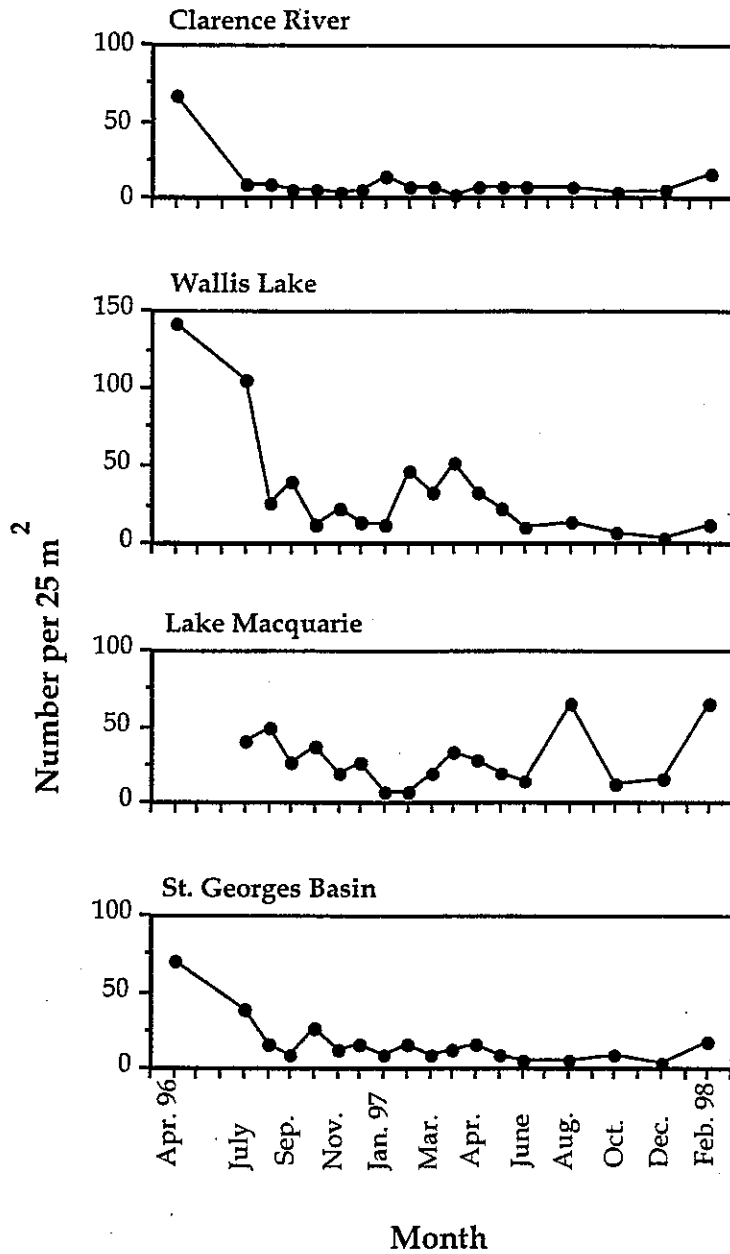 Clarence River
100
50
0
Wallis Lake
150
100
50
0
Lake Macquarie
100
50
0
St. Georges Basin
100
50
0
Number per 25 m 2
Apr. 96
July
Sep.
Nov.
Jan. 97
Mar.
Apr.
June
Aug.
Oct.
Dec.
Feb. 98
Month